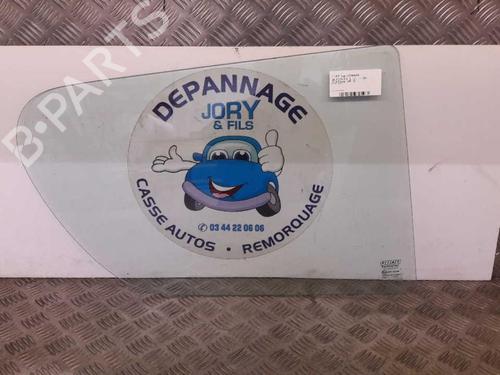 B-PARTS
DEPANNAGE
JORY
& FILS
03 44 22 06 06
CASSE AUTOS • REMORQUAGE